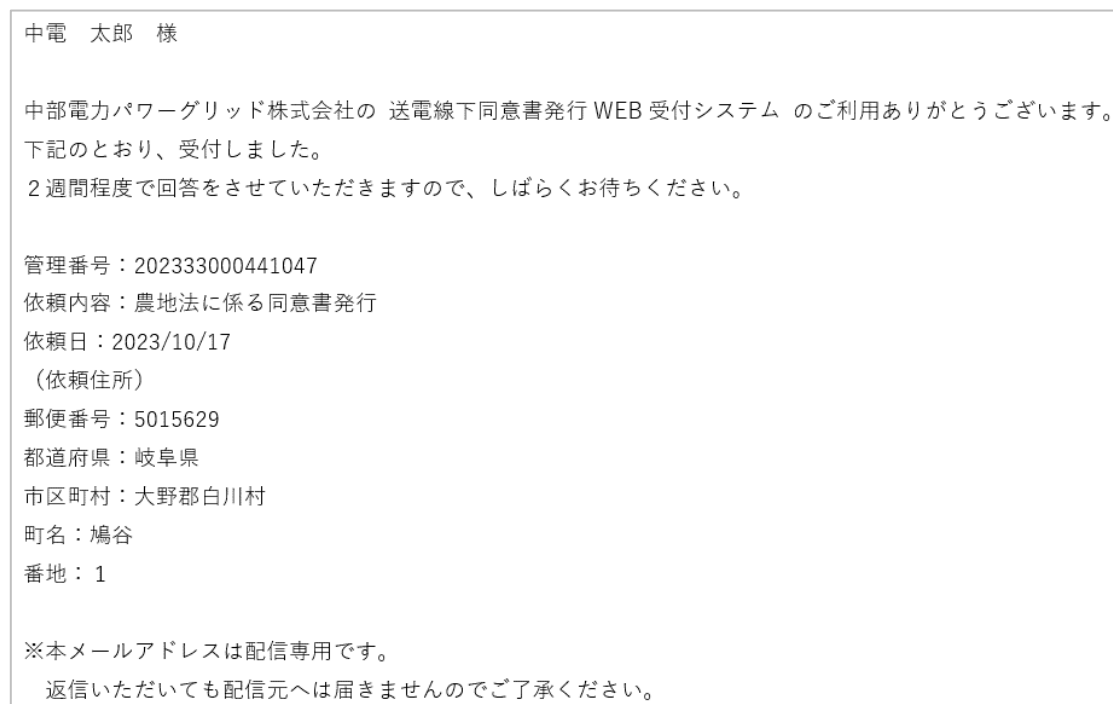 中電　太郎　様
中部電力パワーグリッド株式会社の 送電線下同意書発行 WEB 受付システム のご利用ありがとうございます。
下記のとおり、受付しました。
２週間程度で回答をさせていただきますので、しばらくお待ちください。
管理番号：202333000441047
依頼内容：農地法に係る同意書発行
依頼日：2023/10/17
（依頼住所）
郵便番号：5015629
都道府県：岐阜県
市区町村：大野郡白川村
町名：鳩谷
番地：１
※本メールアドレスは配信専用です。
　返信いただいても配信元へは届きませんのでご了承ください。